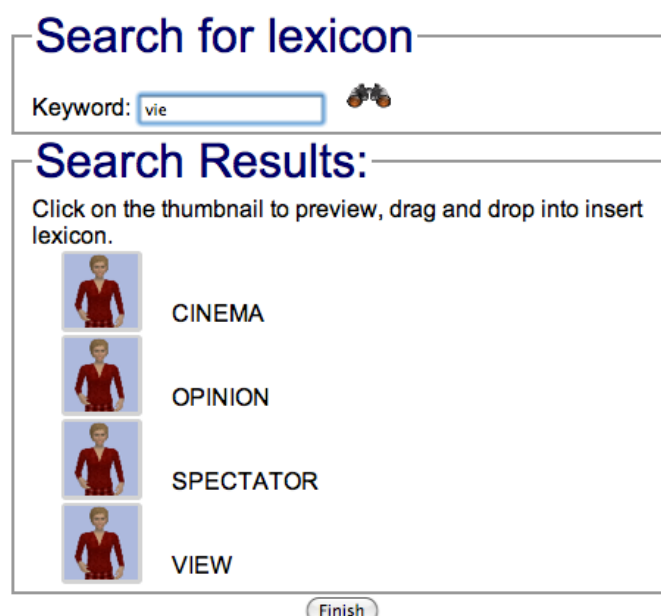 Search for lexicon
Keyword: vie
Search Results:
Click on the thumbnail to preview, drag and drop into insert
lexicon.
CINEMA
OPINION
SPECTATOR
VIEW
Finish